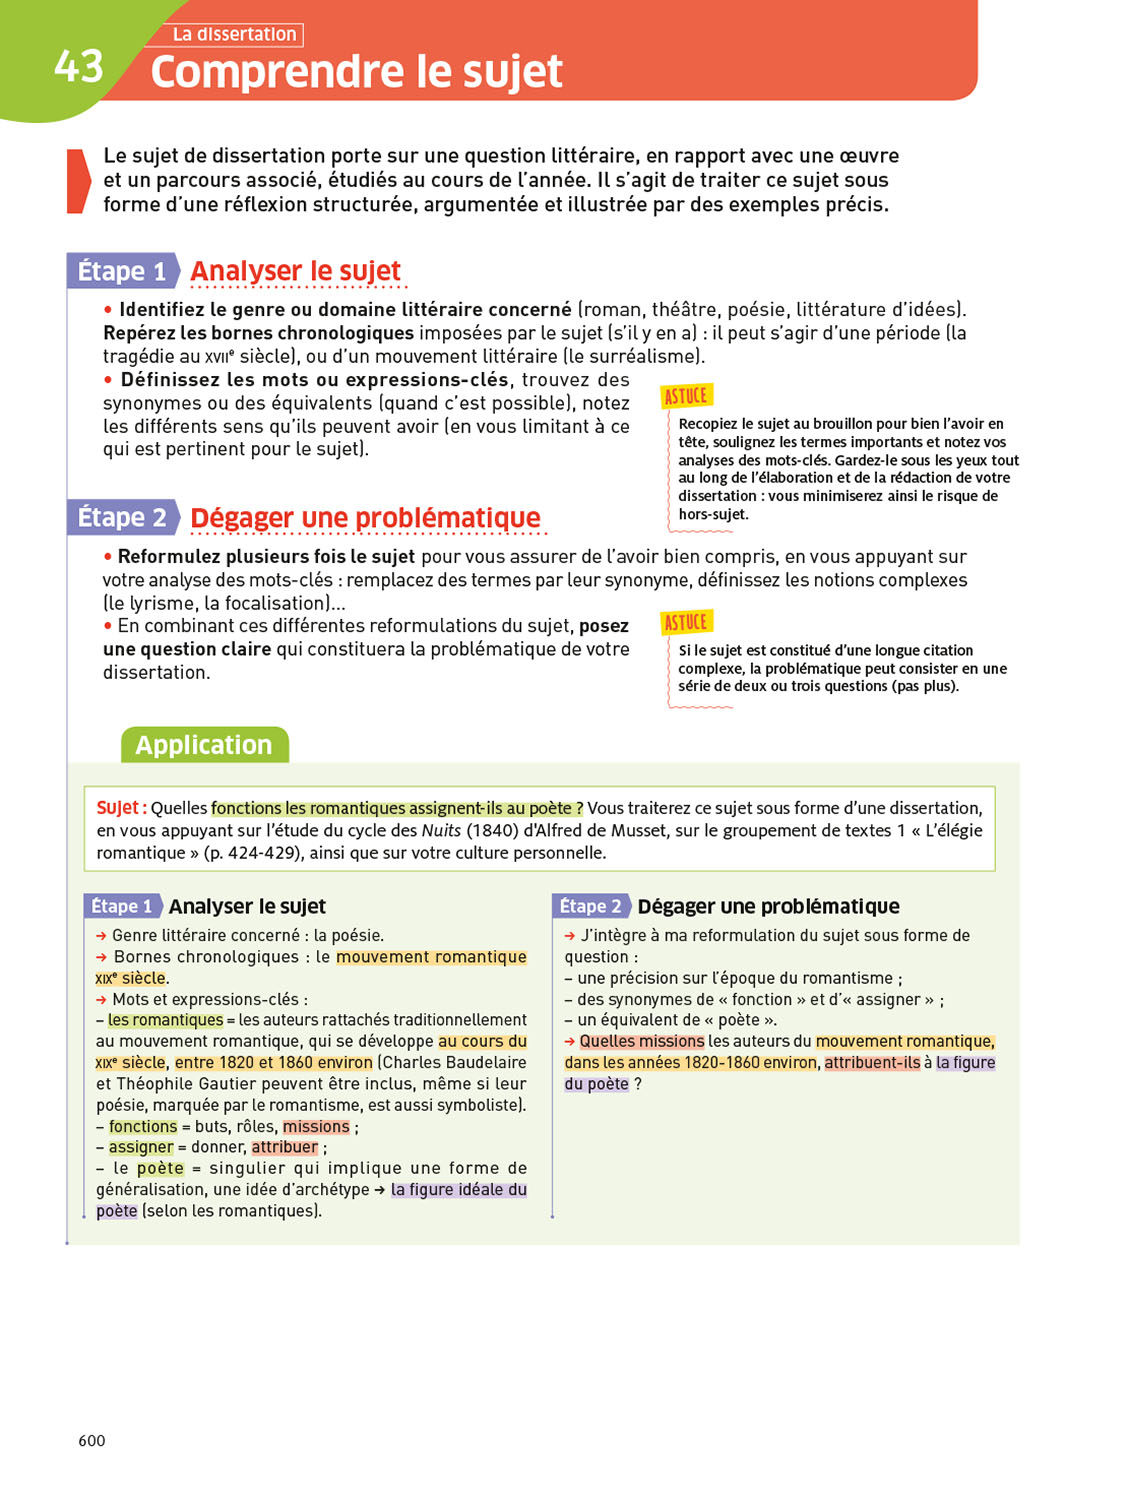 43
La dissertation
Comprendre le sujet
Le sujet de dissertation porte sur une question littéraire, en rapport avec une œuvre
et un parcours associé, étudiés au cours de l’année. Il s’agit de traiter ce sujet sous
forme d’une réflexion structurée, argumentée et illustrée par des exemples précis.
Étape 1 Analyser le sujet
• Identifiez le genre ou domaine littéraire concerné (roman, théâtre, poésie, littérature d’idées).
Repérez les bornes chronologiques imposées par le sujet (s’il y en a) : il peut s’agir d’une période (la
tragédie au XVIIe siècle), ou d’un mouvement littéraire (le surréalisme).
• Définissez les mots ou expressions-clés, trouvez des
synonymes ou des équivalents (quand c’est possible), notez
les différents sens qu’ils peuvent avoir (en vous limitant à ce
qui est pertinent pour le sujet).
ASTUCE
Recopiez le sujet au brouillon pour bien l’avoir en
tête, soulignez les termes importants et notez vos
analyses des mots-clés. Gardez-le sous les yeux tout
au long de l’élaboration et de la rédaction de votre
dissertation : vous minimiserez ainsi le risque de
hors-sujet.
Étape 2 Dégager une problématique
• Reformulez plusieurs fois le sujet pour vous assurer de l’avoir bien compris, en vous appuyant sur
votre analyse des mots-clés : remplacez des termes par leur synonyme, définissez les notions complexes
(le lyrisme, la focalisation)…
• En combinant ces différentes reformulations du sujet, posez
une question claire qui constituera la problématique de votre
dissertation.
ASTUCE
Si le sujet est constitué d’une longue citation
complexe, la problématique peut consister en une
série de deux ou trois questions (pas plus).
Application
Sujet : Quelles fonctions les romantiques assignent-ils au poète ? Vous traiterez ce sujet sous forme d’une dissertation,
en vous appuyant sur l’étude du cycle des Nuits (1840) d'Alfred de Musset, sur le groupement de textes 1 « L’élégie
romantique » (p. 424-429), ainsi que sur votre culture personnelle.
Étape 1 Analyser le sujet
→ Genre littéraire concerné : la poésie.
→ Bornes chronologiques : le mouvement romantique
XIXe siècle.
→ Mots et expressions-clés :
– les romantiques = les auteurs rattachés traditionnellement
au mouvement romantique, qui se développe au cours du
XIXe siècle, entre 1820 et 1860 environ (Charles Baudelaire
et Théophile Gautier peuvent être inclus, même si leur
poésie, marquée par le romantisme, est aussi symboliste).
– fonctions = buts, rôles, missions ;
– assigner = donner, attribuer ;
– le poète = singulier qui implique une forme de
généralisation, une idée d’archétype → la figure idéale du
poète (selon les romantiques).
Étape 2 Dégager une problématique
→ J’intègre à ma reformulation du sujet sous forme de
question :
– une précision sur l’époque du romantisme ;
– des synonymes de « fonction » et d’« assigner » ;
– un équivalent de « poète ».
→ Quelles missions les auteurs du mouvement romantique,
dans les années 1820-1860 environ, attribuent-ils à la figure
du poète ?
600